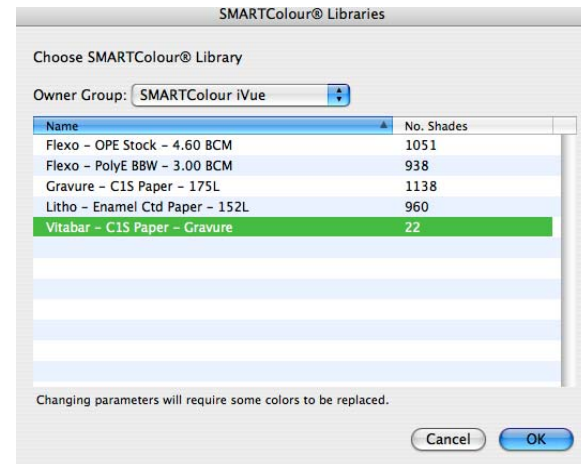 SMARTColour® Libraries
Choose SMARTColour® Library
Owner Group: SMARTColour iVue
Name No. Shades
Flexo – OPE Stock – 4.60 BCM 1051
Flexo – PolyE BBW – 3.00 BCM 938
Gravure – C1S Paper – 175L 1138
Litho – Enamel Ctd Paper – 152L 960
Vitabar – C1S Paper – Gravure 22
Changing parameters will require some colors to be replaced.
Cancel OK